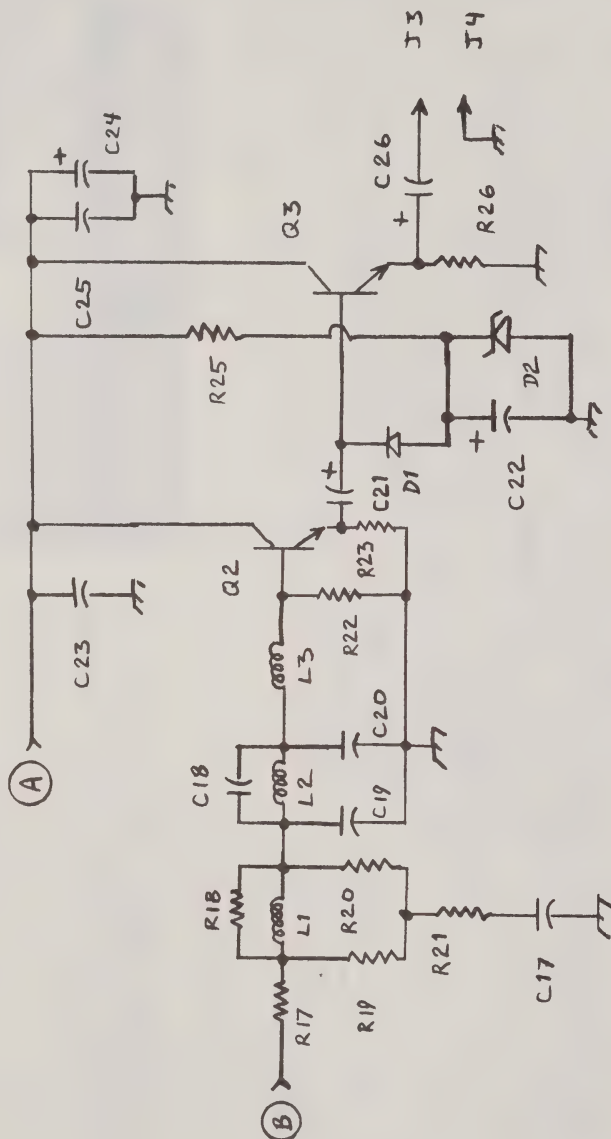 A
C23
C25
+
C24
R25
Q2
Q3
+
C26
J3
J4
+
C21
D1
R26
R23
R22
+
C22
D2
C18
L3
L2
C19
C20
B
R17
R18
L1
R19
R20
R21
C17